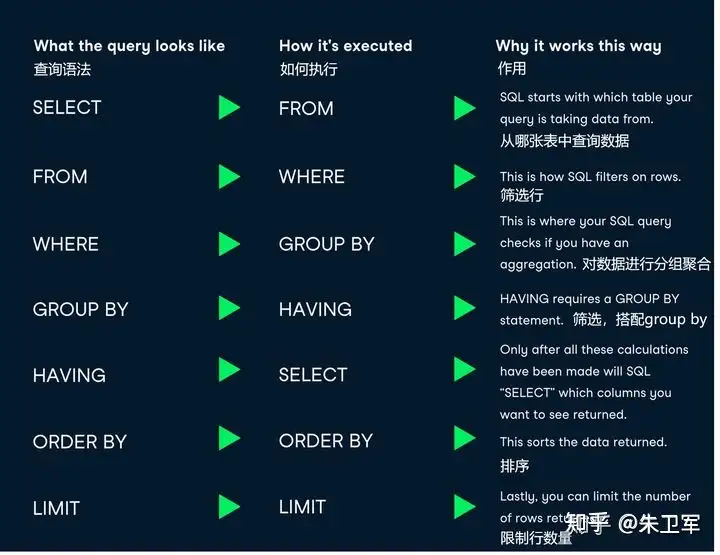 What the query looks like
How it's executed
Why it works this way
查询语法
如何执行
作用
SELECT
FROM
SQL starts with which table your
query is taking data from.
从哪张表中查询数据
FROM
WHERE
This is how SQL filters on rows.
筛选行
WHERE
GROUP BY
This is where your SQL query
checks if you have an
aggregation. 对数据进行分组聚合
GROUP BY
HAVING
HAVING requires a GROUP BY
statement. 筛选，搭配group by
HAVING
SELECT
Only after all these calculations
have been made will SQL
“SELECT” which columns you
want to see returned.
ORDER BY
ORDER BY
This sorts the data returned.
排序
LIMIT
LIMIT
Lastly, you can limit the number
of rows
限制行数量
知乎 @朱卫军